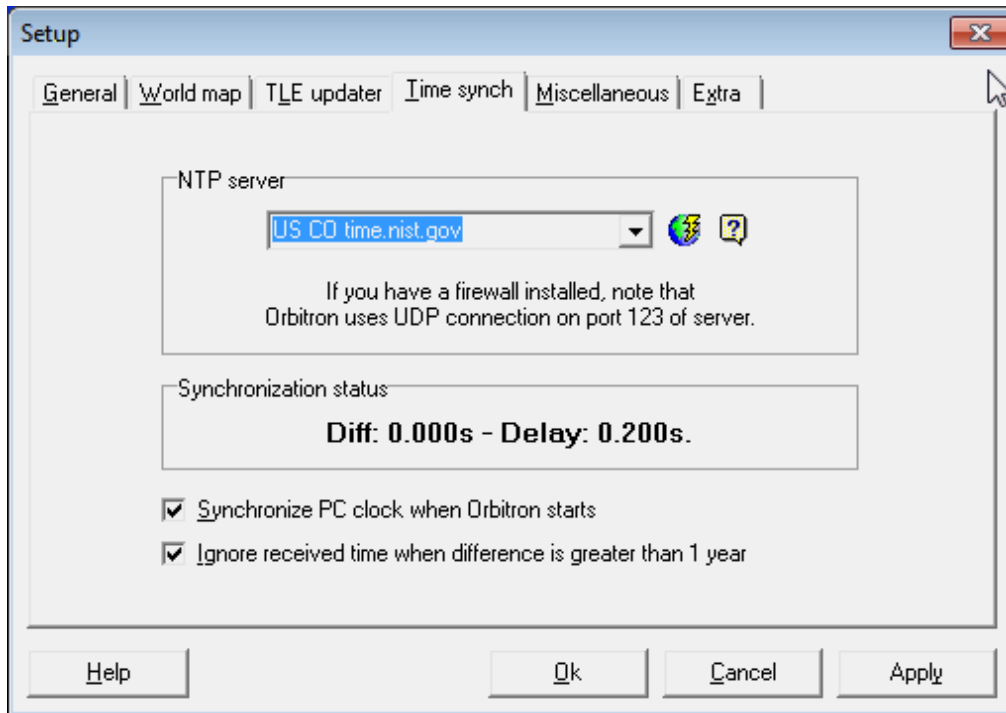 Setup
General World map TLE updater Time synch Miscellaneous Extra
NTP server
US CO time.nist.gov
If you have a firewall installed, note that
Orbitron uses UDP connection on port 123 of server.
Synchronization status
Diff: 0.000s - Delay: 0.200s.
Synchronize PC clock when Orbitron starts
Ignore received time when difference is greater than 1 year
Help Ok Cancel Apply